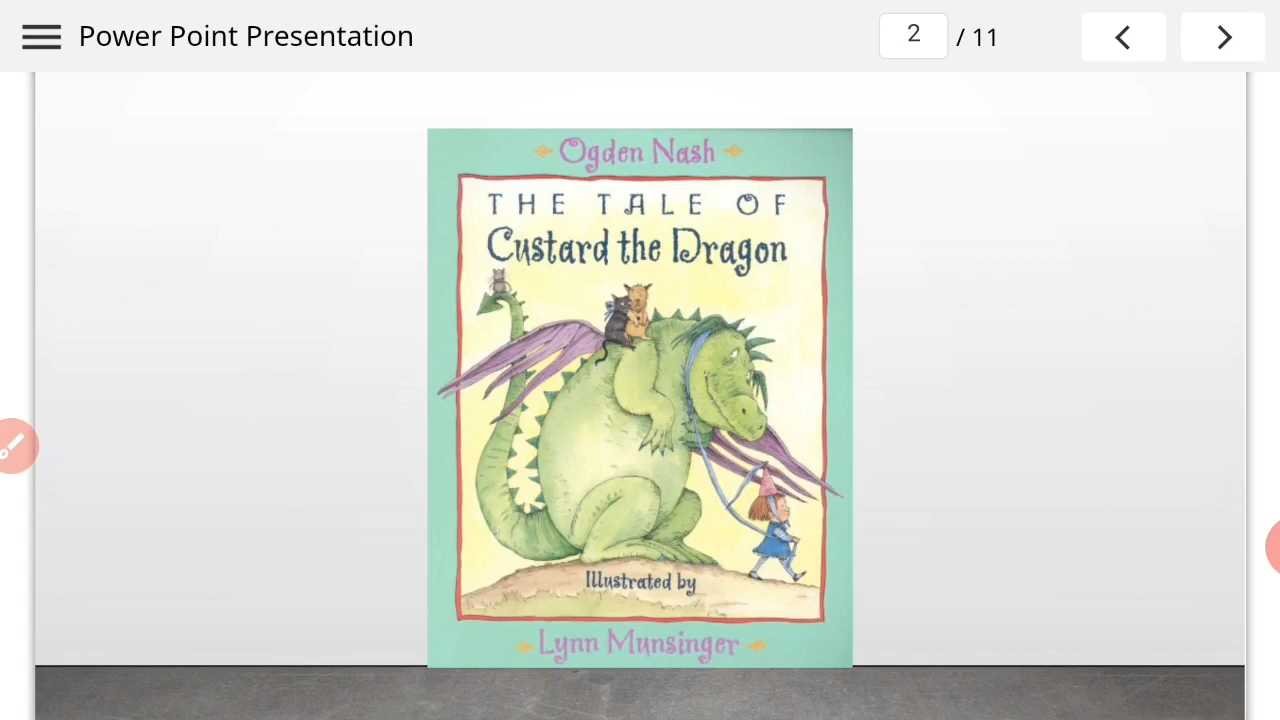 Power Point Presentation
2 / 11
Ogden Nash
THE TALE OF
Custard the Dragon
Illustrated by
Lynn Munsinger